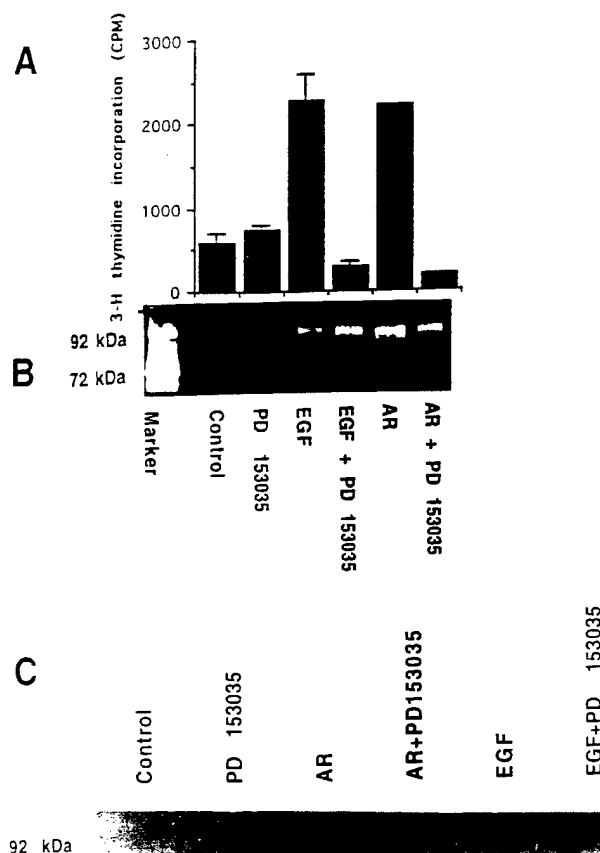 A
3-H thymidine incorporation (CPM)
3000
2000
1000
0
B
92 kDa
72 kDa
Marker
Control
PD 153035
EGF
EGF + PD 153035
AR
AR + PD 153035
C
Control
PD 153035
AR
AR+PD153035
EGF
EGF+PD 153035
92 kDa